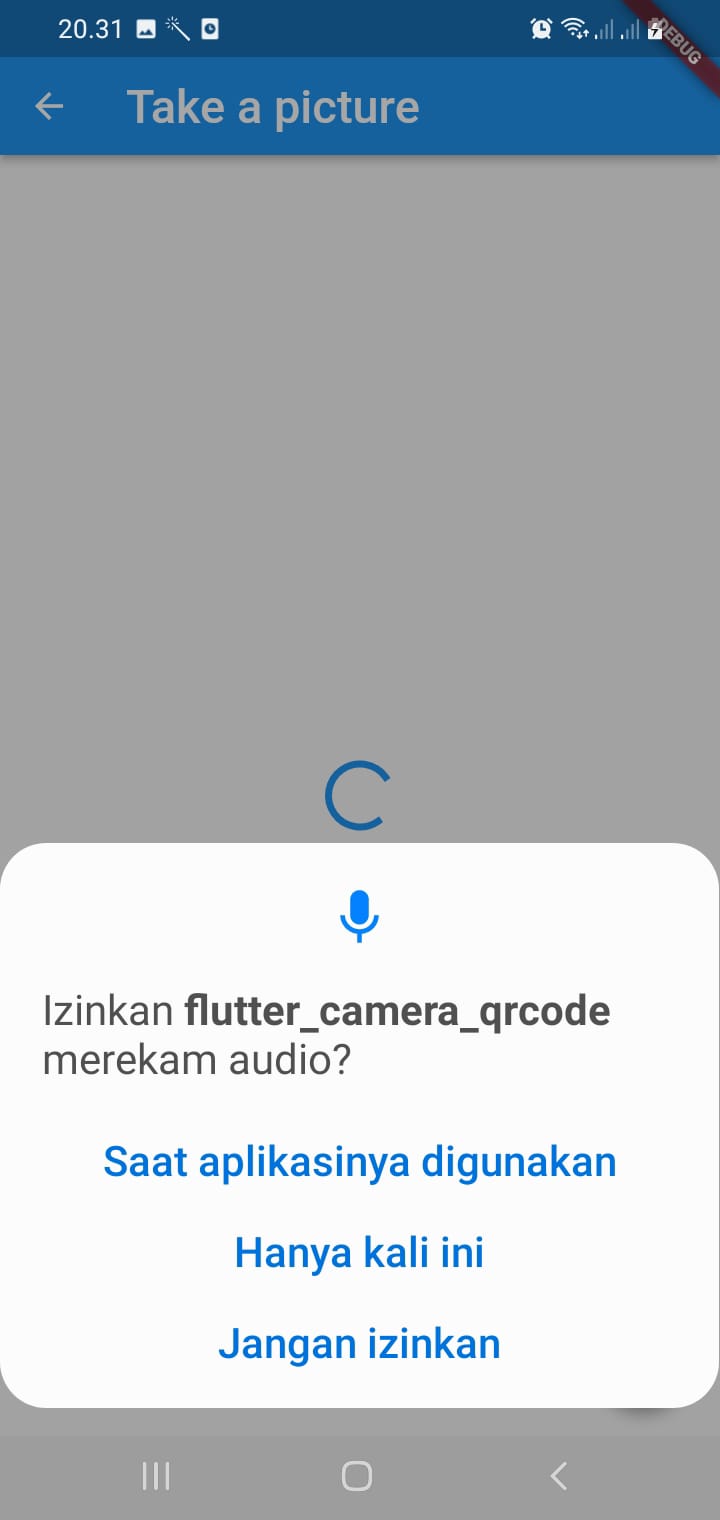 20.31
DEBUG
Take a picture
Izinkan flutter_camera_qrcode
merekam audio?
Saat aplikasinya digunakan
Hanya kali ini
Jangan izinkan